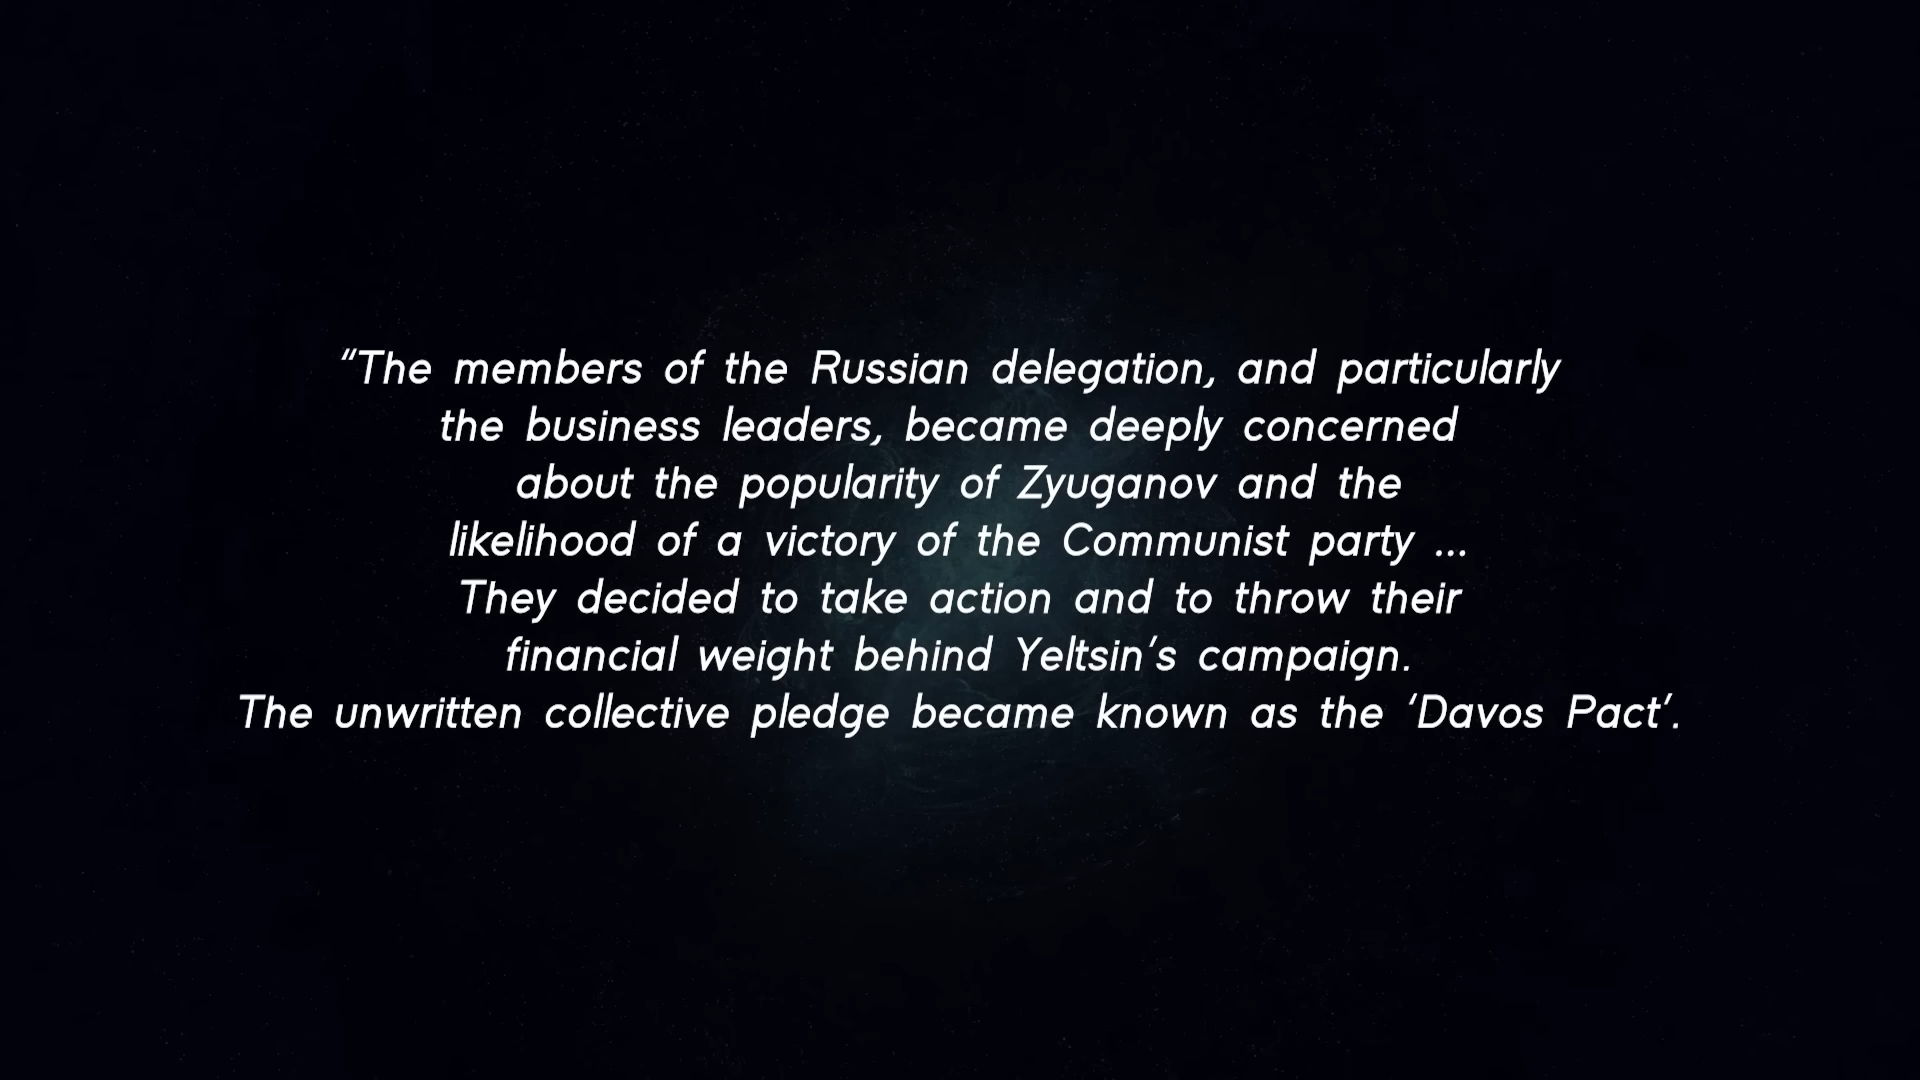 “The members of the Russian delegation, and particularly
the business leaders, became deeply concerned
about the popularity of Zyuganov and the
likelihood of a victory of the Communist party ...
They decided to take action and to throw their
financial weight behind Yeltsin’s campaign.
The unwritten collective pledge became known as the ‘Davos Pact’.